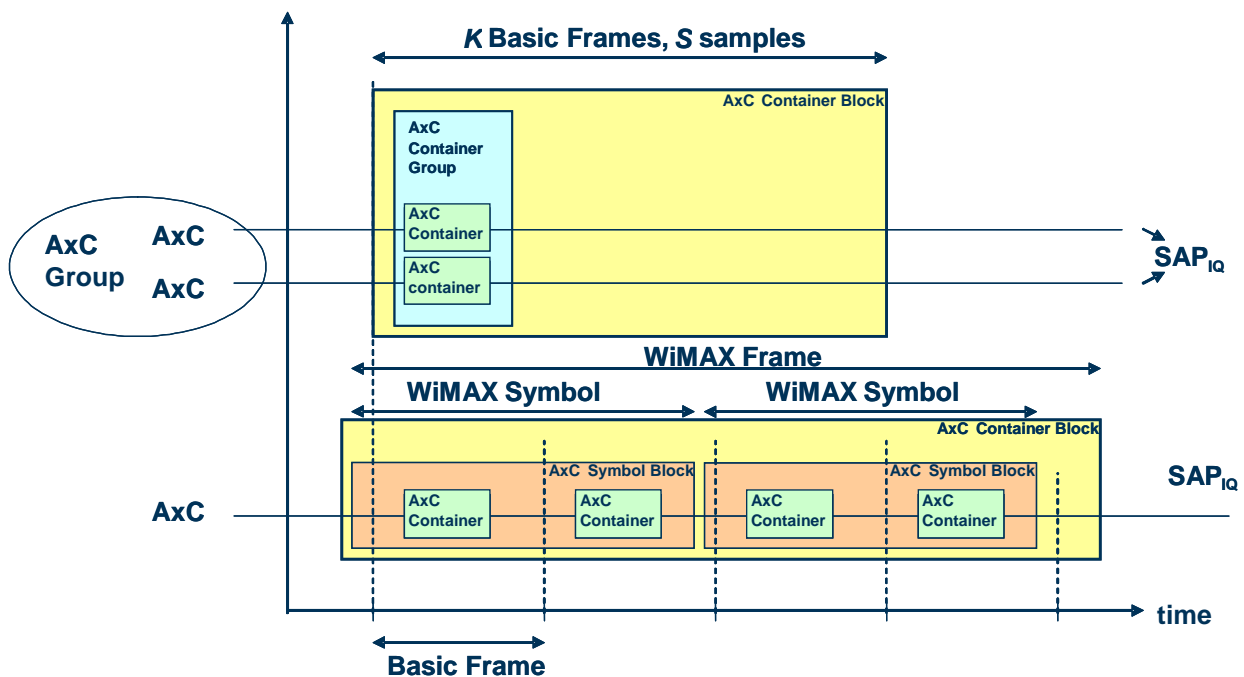 K Basic Frames, S samples
AxC Container Block
AxC
Container
Group
AxC
Container
AxC
container
AxC
Group
AxC
AxC
SAPIQ
WiMAX Frame
WiMAX Symbol
WiMAX Symbol
AxC Container Block
AxC Symbol Block
AxC Symbol Block
AxC
Container
AxC
Container
AxC
Container
AxC
Container
AxC
SAPIQ
time
Basic Frame